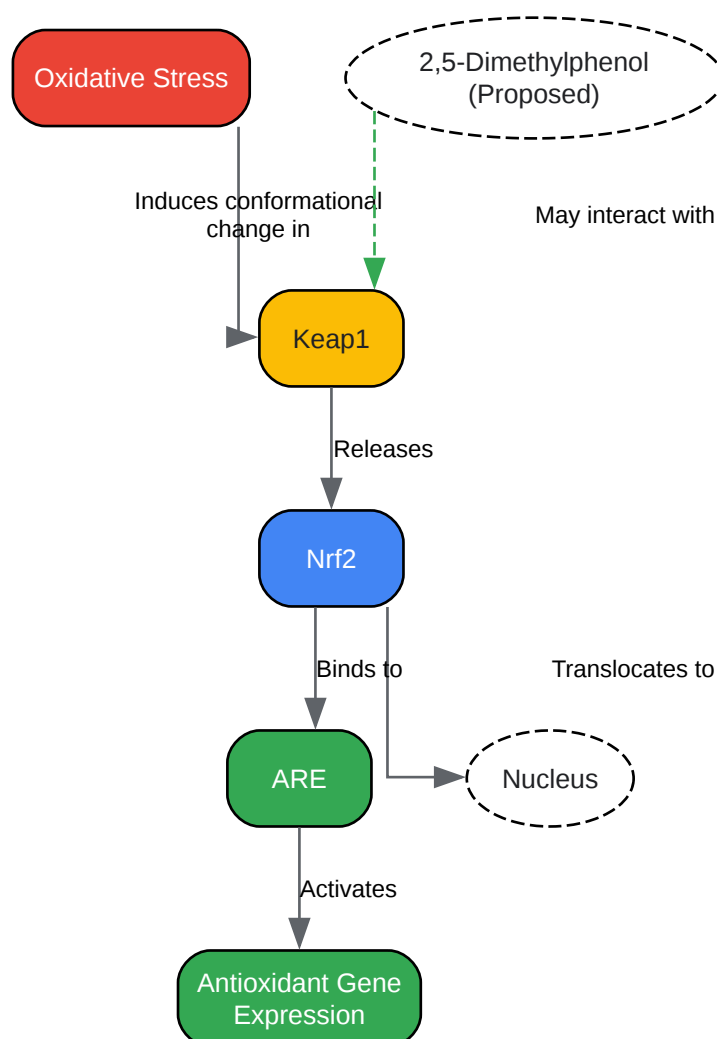 Oxidative Stress
2,5-Dimethylphenol
(Proposed)
Induces conformational
change in
May interact with
Keap1
Releases
Nrf2
Binds to
Translocates to
ARE
Nucleus
Activates
Antioxidant Gene
Expression